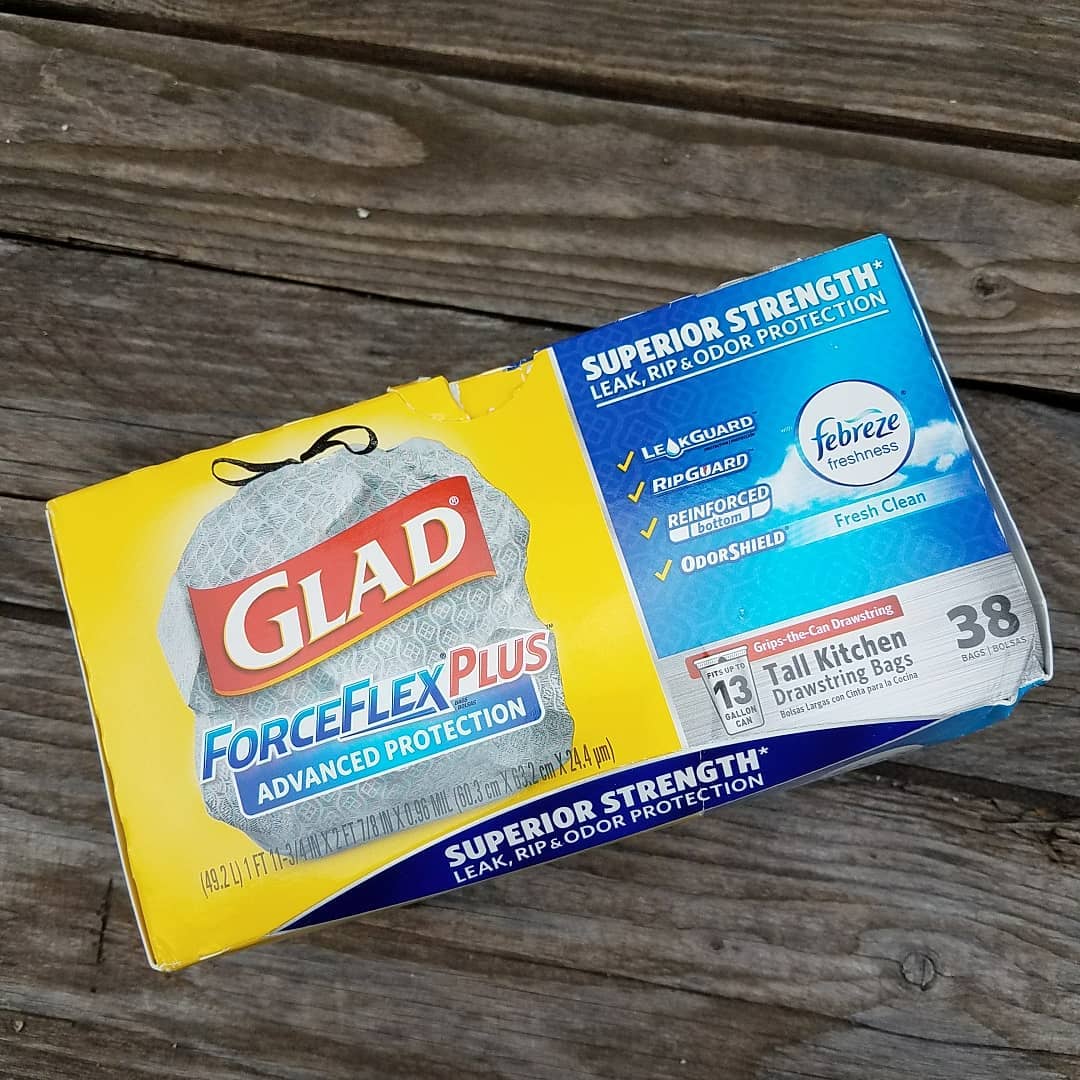 GLAD®
FORCEFLEX®PLUS™
ADVANCED PROTECTION
(49.2 L) 1 FT 11-3/4 IN X 2 FT 7/8 IN X 0.96 MIL (60.3 cm X 63.2 cm X 24.4 µm)
SUPERIOR STRENGTH*
LEAK, RIP & ODOR PROTECTION
LEAKGUARD
RIPGUARD
REINFORCED
bottom
ODORSHIELD®
with
febreze®
freshness
Fresh Clean
Grips-the-Can Drawstring
FITS UP TO
13
GALLON
CAN
Tall Kitchen
Drawstring Bags
Bolsas Largas con Cinta para la Cocina
38
BAGS | BOLSAS
SUPERIOR STRENGTH*
LEAK, RIP & ODOR PROTECTION